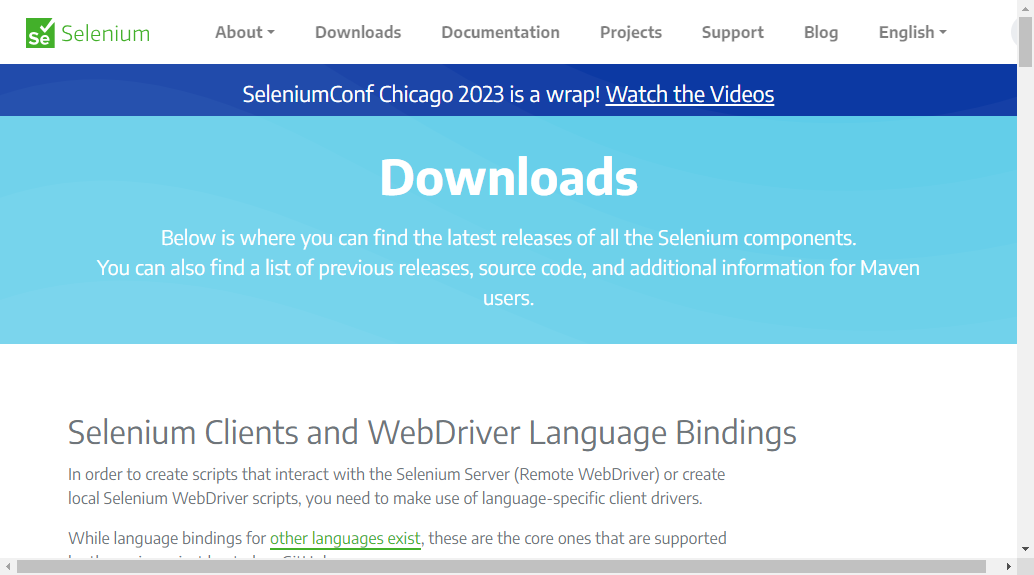 Se Selenium
About Downloads Documentation Projects Support Blog English
SeleniumConf Chicago 2023 is a wrap! Watch the Videos
Downloads
Below is where you can find the latest releases of all the Selenium components.
You can also find a list of previous releases, source code, and additional information for Maven
users.
Selenium Clients and WebDriver Language Bindings
In order to create scripts that interact with the Selenium Server (Remote WebDriver) or create
local Selenium WebDriver scripts, you need to make use of language-specific client drivers.
While language bindings for other languages exist, these are the core ones that are supported